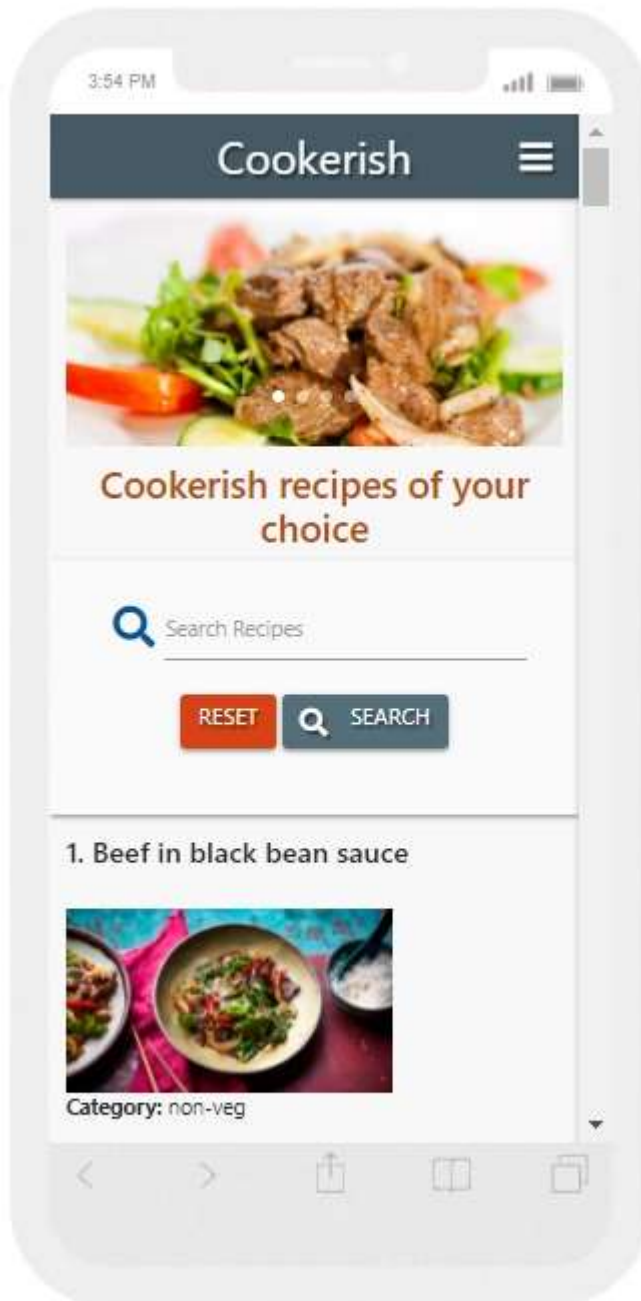 3:54 PM
Cookerish
Cookerish recipes of your
choice
Search Recipes
RESET SEARCH
1. Beef in black bean sauce
Category: non-veg